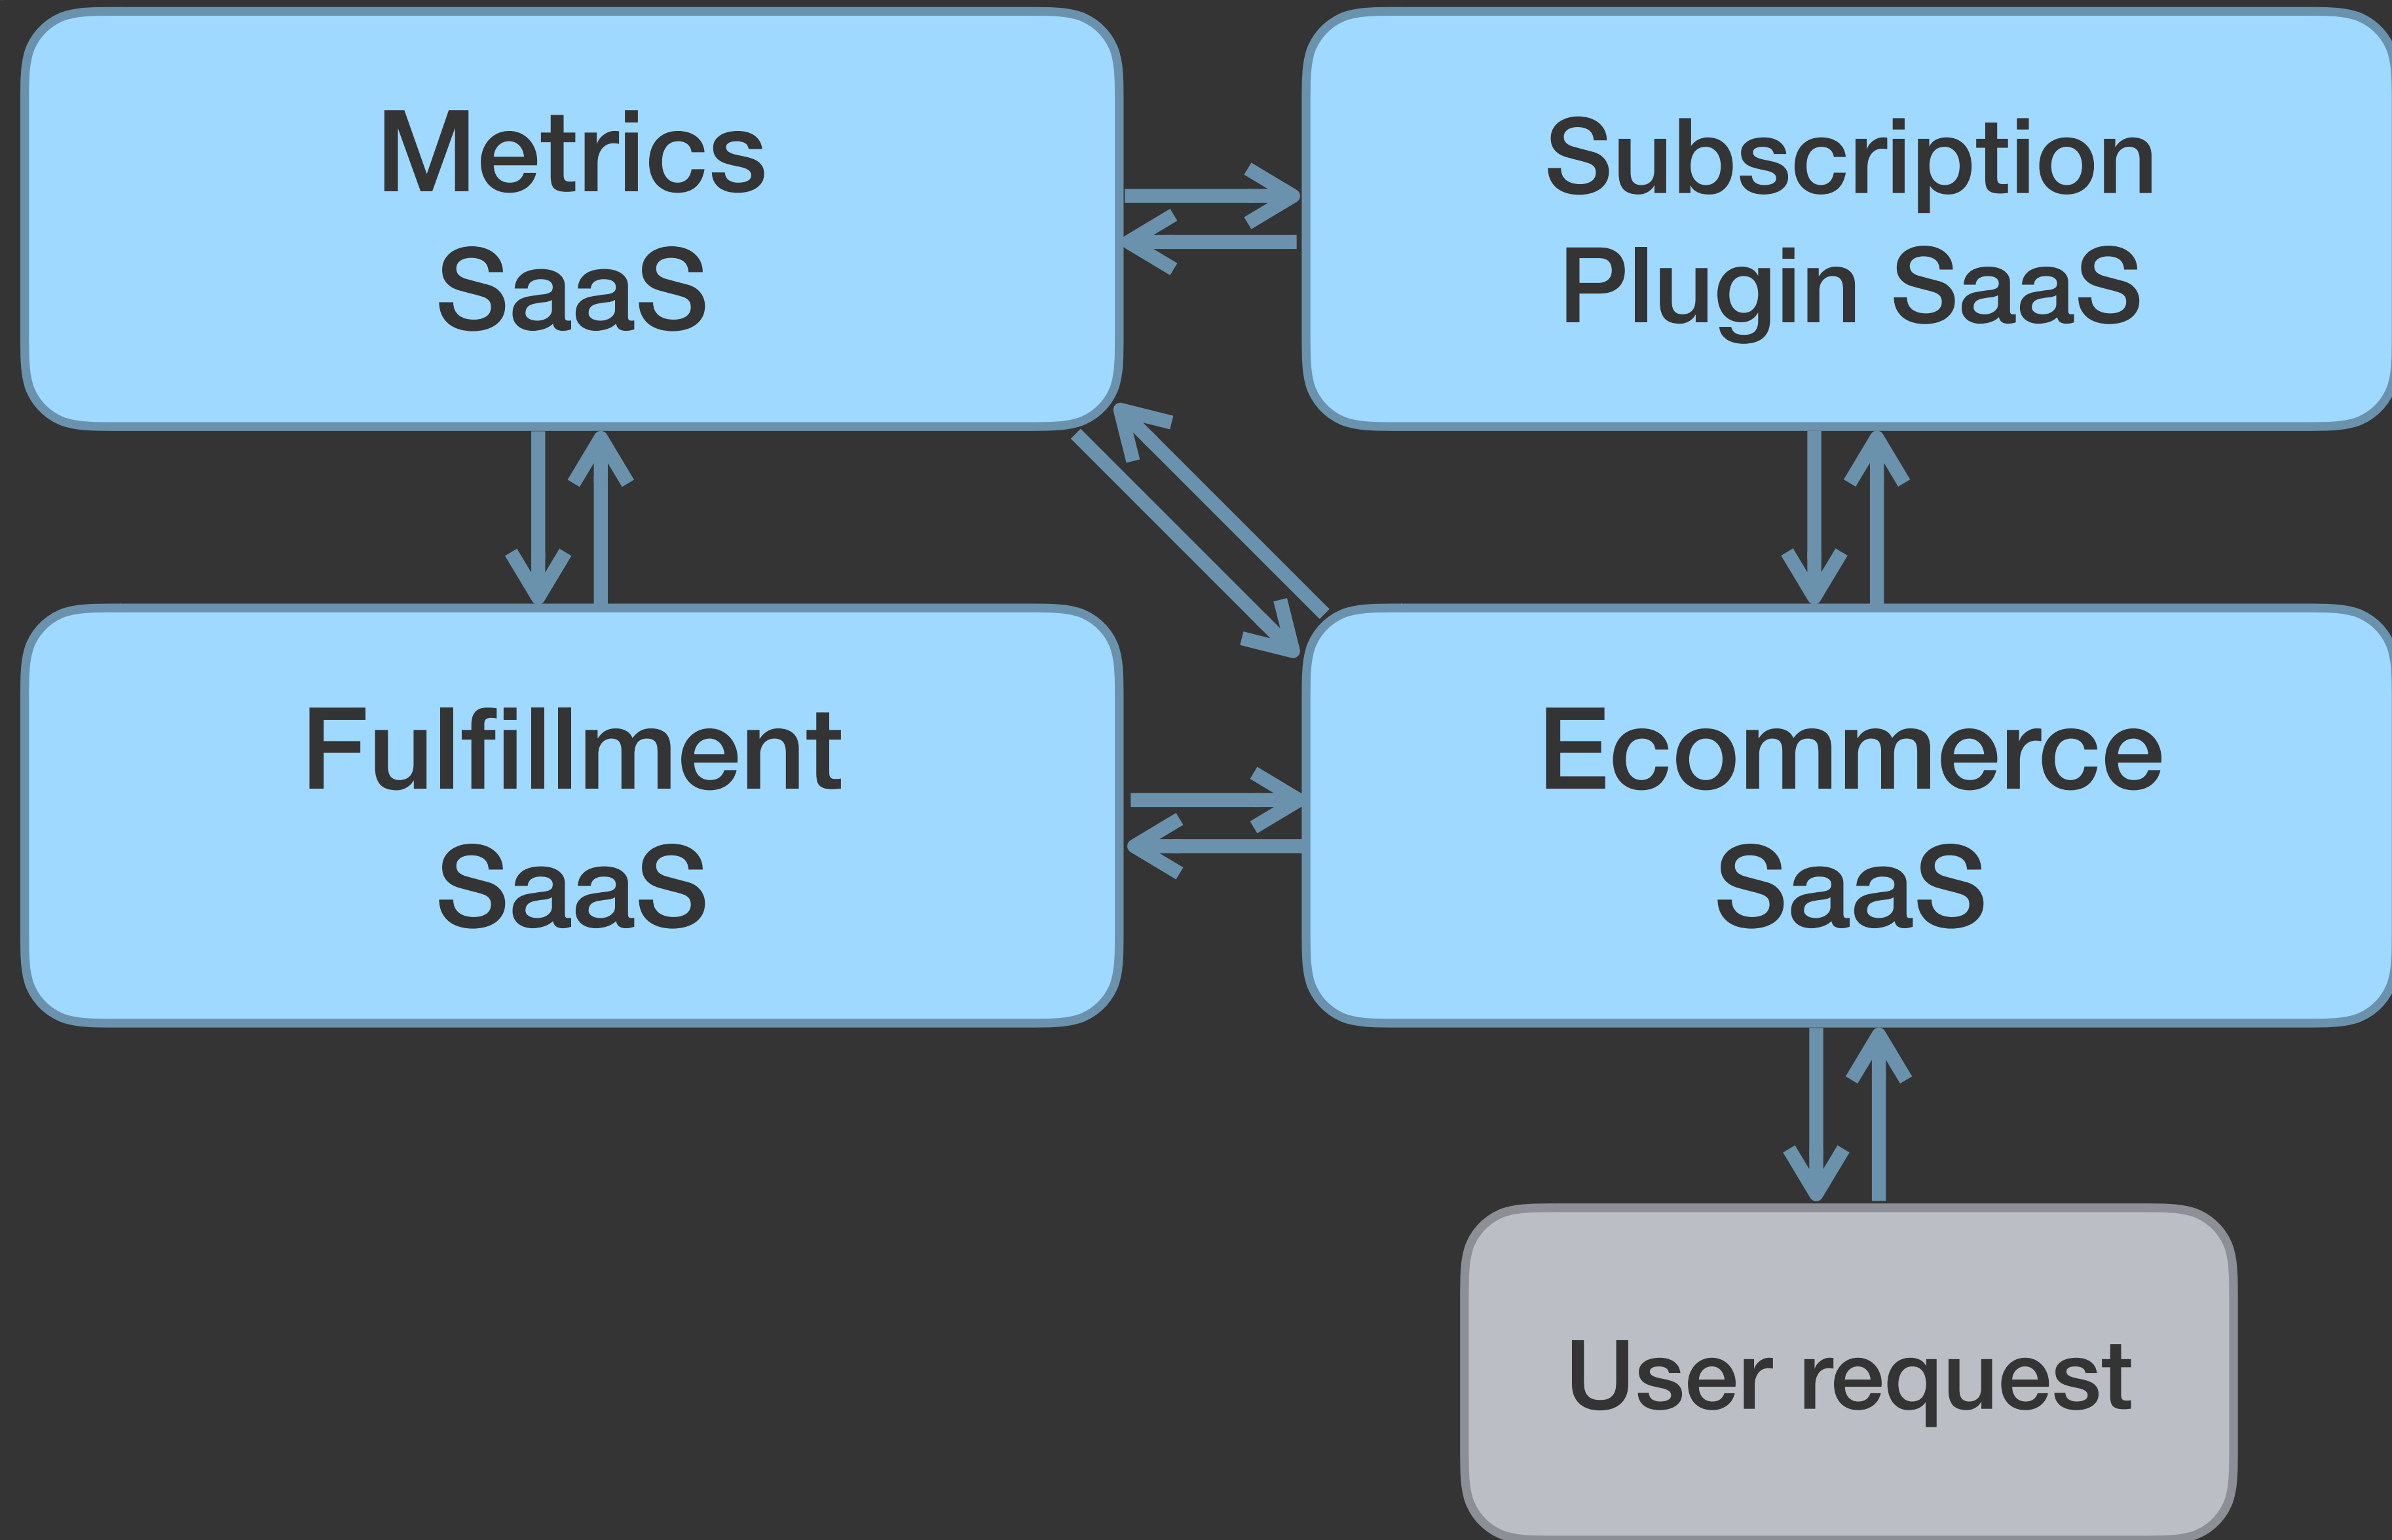 Metrics
SaaS
Subscription
Plugin SaaS
Fulfillment
SaaS
Ecommerce
SaaS
User request